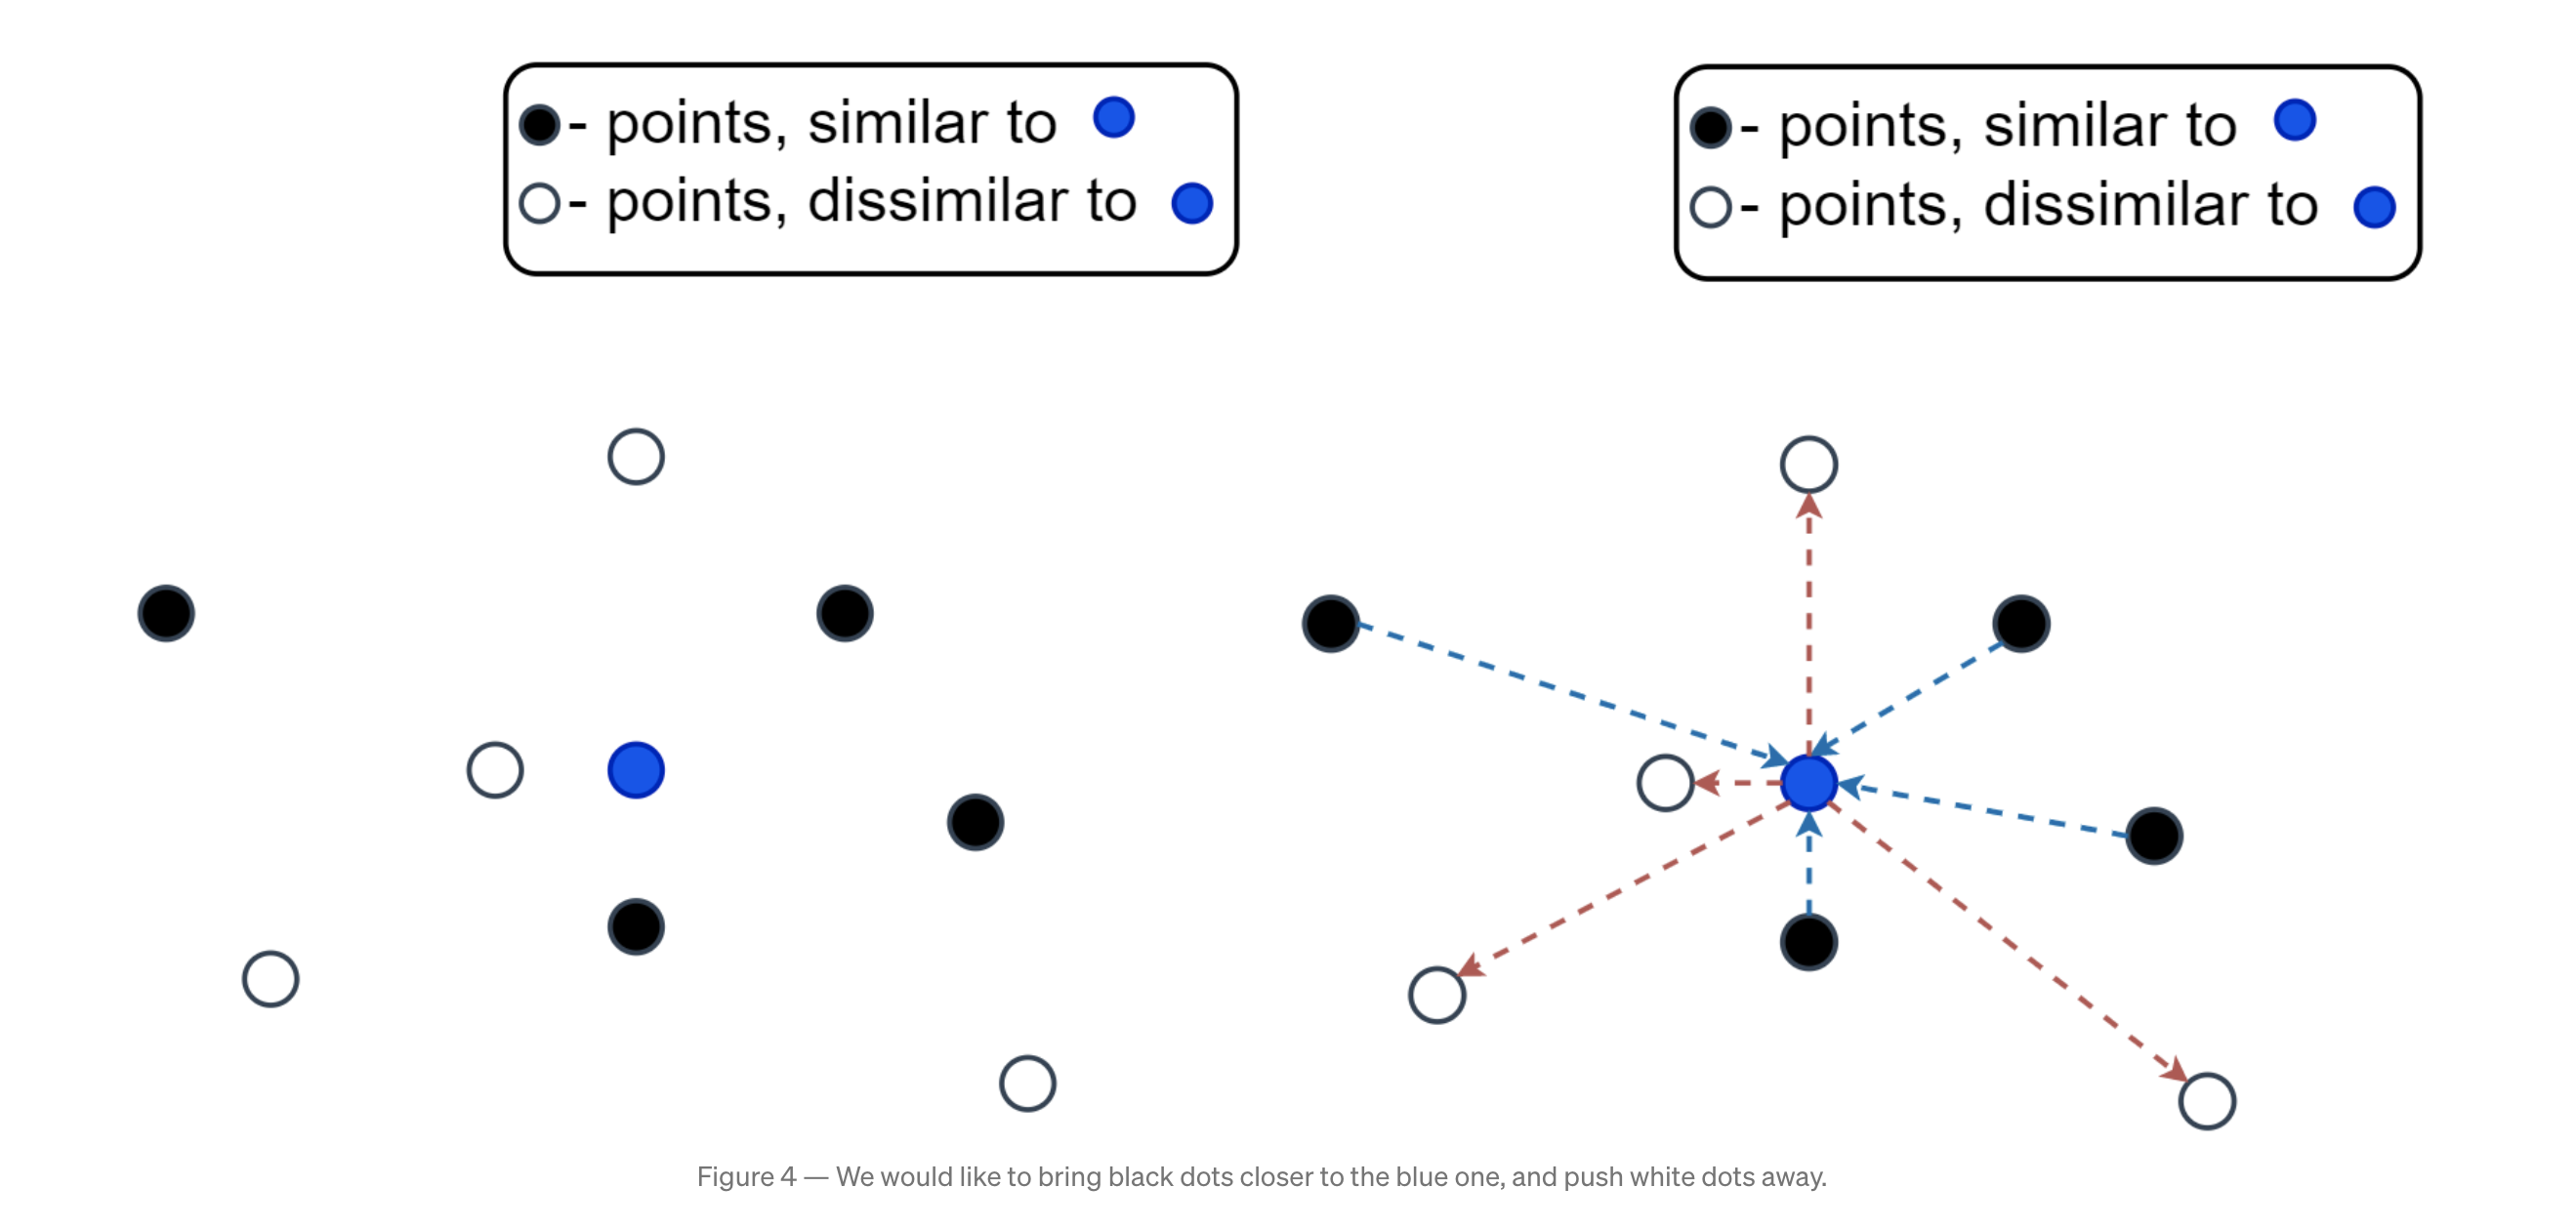 - points, similar to
- points, dissimilar to
- points, similar to
- points, dissimilar to
Figure 4 — We would like to bring black dots closer to the blue one, and push white dots away.